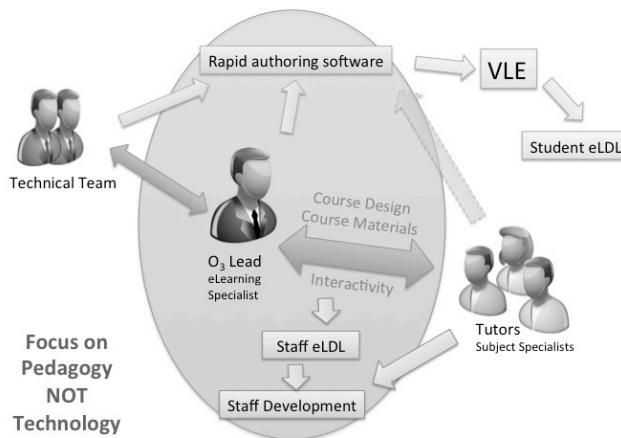 Rapid authoring software
VLE
Student eLDL
Technical Team
Course Design
Course Materials
O₃ Lead
eLearning
Specialist
Interactivity
Tutors
Subject Specialists
Staff eLDL
Staff Development
Focus on
Pedagogy
NOT
Technology